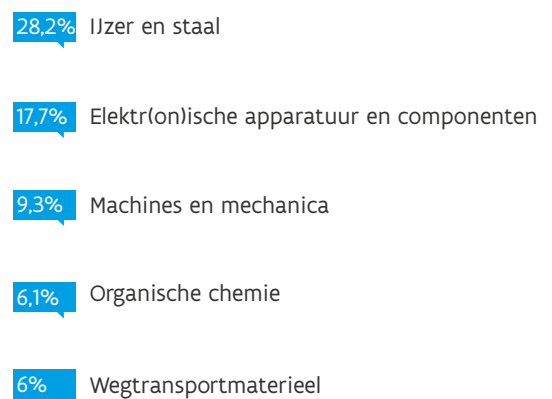 28,2% IJzer en staal
17,7% Elektr(on)ische apparatuur en componenten
9,3% Machines en mechanica
6,1% Organische chemie
6% Wegtransportmaterieel